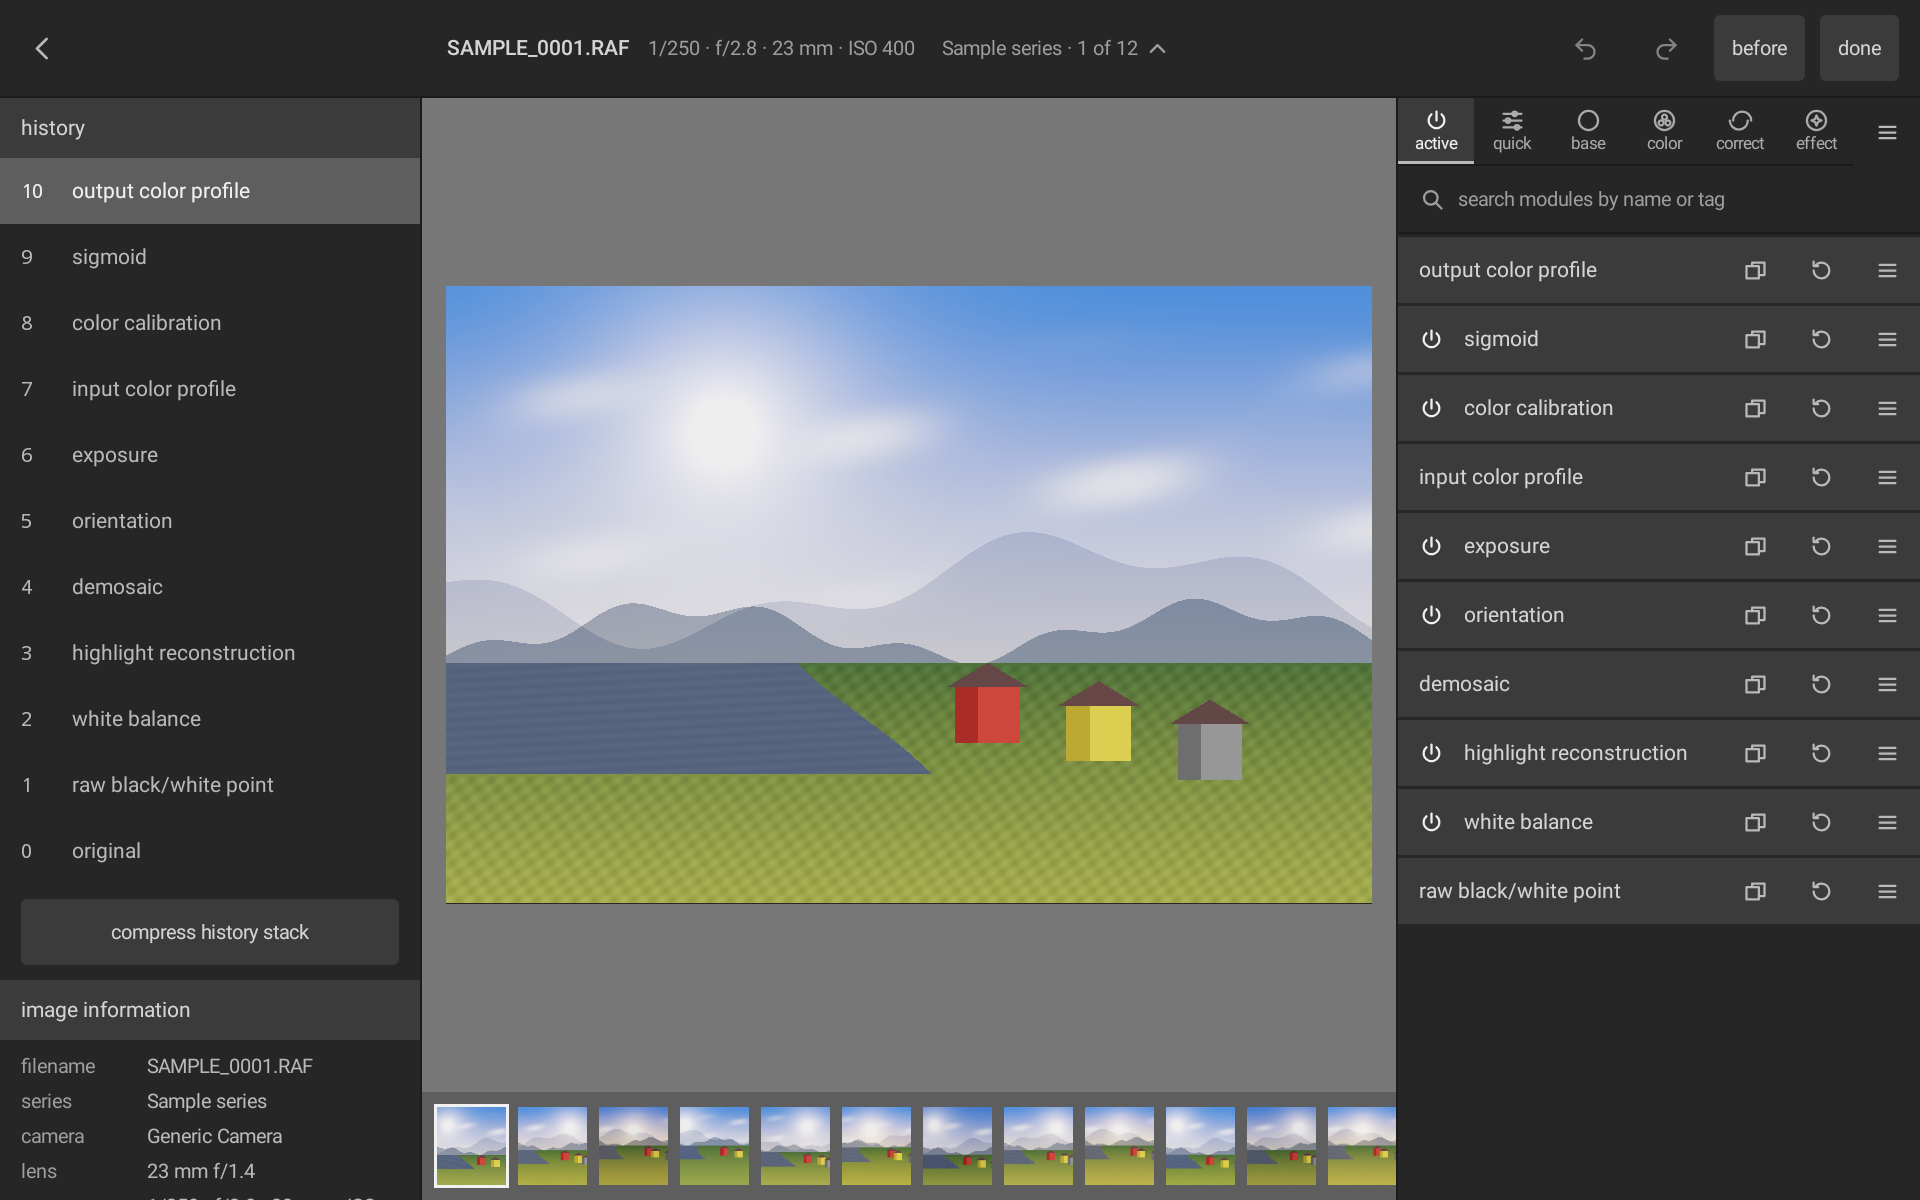 SAMPLE_0001.RAF 1/250 · f/2.8 · 23 mm · ISO 400 Sample series · 1 of 12
before
done
history
10 output color profile
9 sigmoid
8 color calibration
7 input color profile
6 exposure
5 orientation
4 demosaic
3 highlight reconstruction
2 white balance
1 raw black/white point
0 original
compress history stack
image information
filename SAMPLE_0001.RAF
series Sample series
camera Generic Camera
lens 23 mm f/1.4
active quick base color correct effect
search modules by name or tag
output color profile
sigmoid
color calibration
input color profile
exposure
orientation
demosaic
highlight reconstruction
white balance
raw black/white point